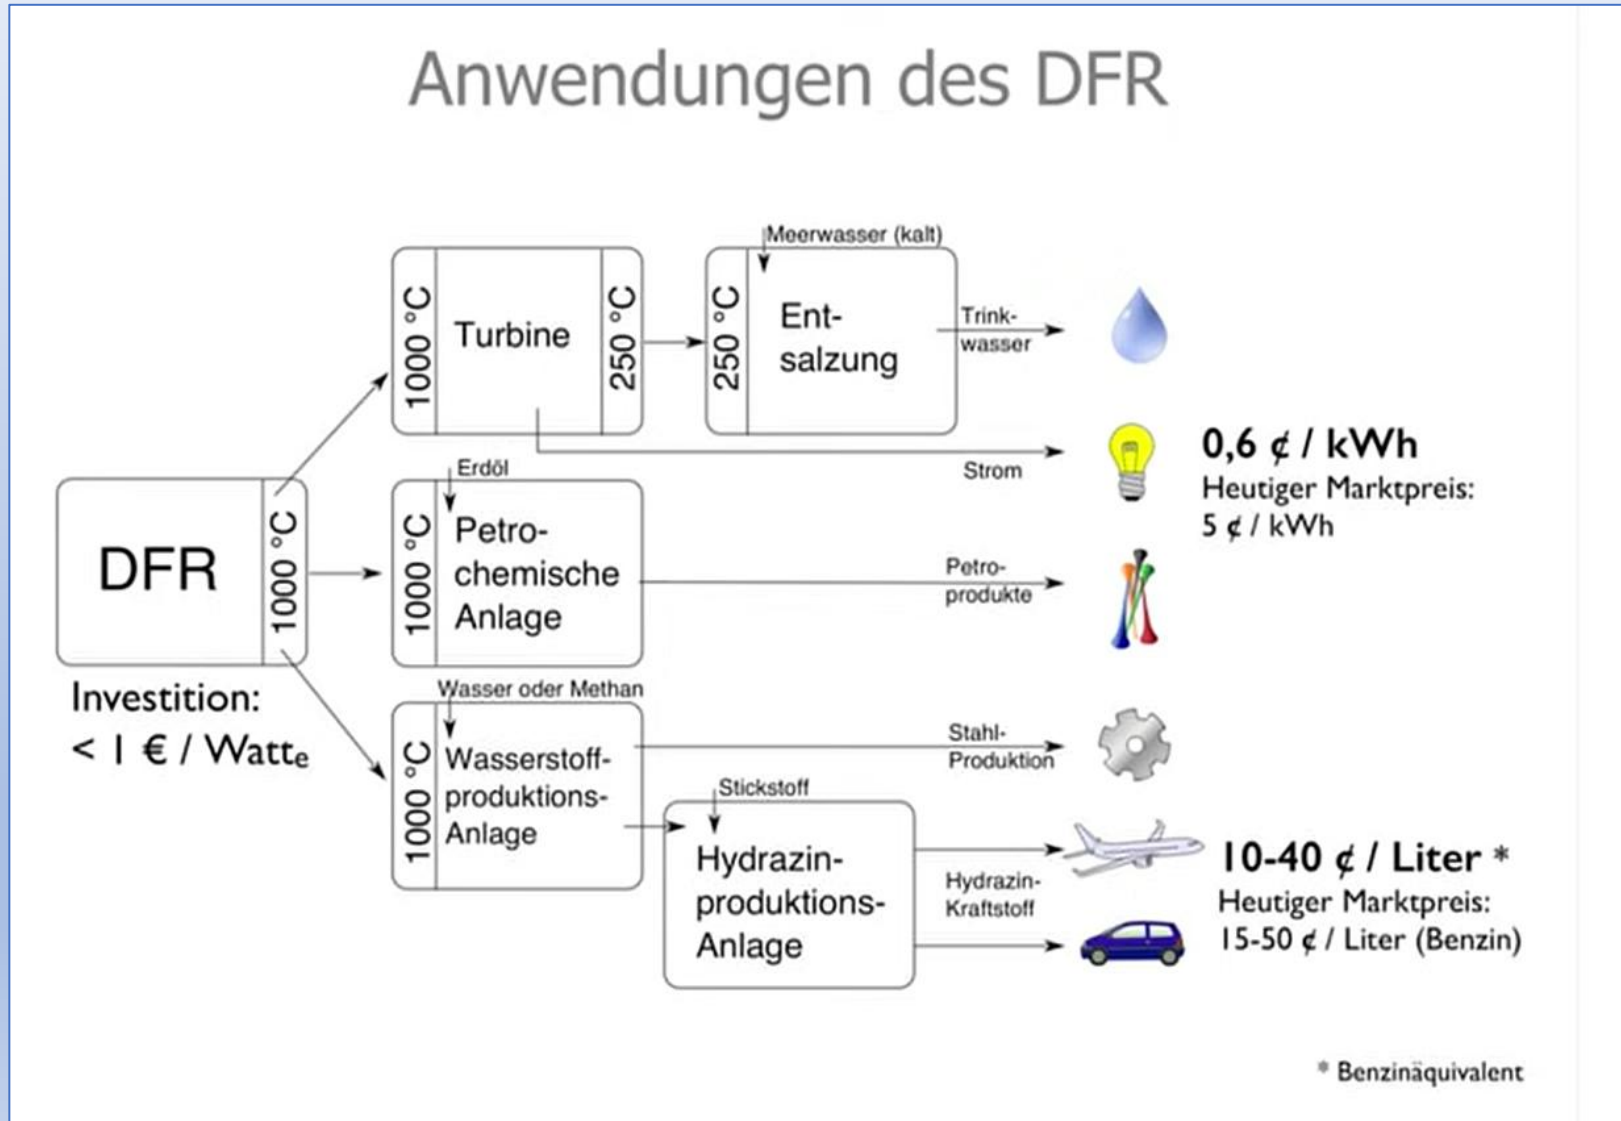 Anwendungen des DFR
Meerwasser (kalt)
1000 °C
Turbine
250 °C
250 °C
Ent-
salzung
Trink-
wasser
Strom
0,6 ¢ / kWh
Heutiger Marktpreis:
5 ¢ / kWh
DFR
1000 °C
Investition:
< 1 € / Watte
Erdöl
1000 °C
Petro-
chemische
Anlage
Petro-
produkte
Wasser oder Methan
1000 °C
Wasserstoff-
produktions-
Anlage
Stahl-
Produktion
Stickstoff
Hydrazin-
produktions-
Anlage
Hydrazin-
Kraftstoff
10-40 ¢ / Liter *
Heutiger Marktpreis:
15-50 ¢ / Liter (Benzin)
* Benzinäquivalent